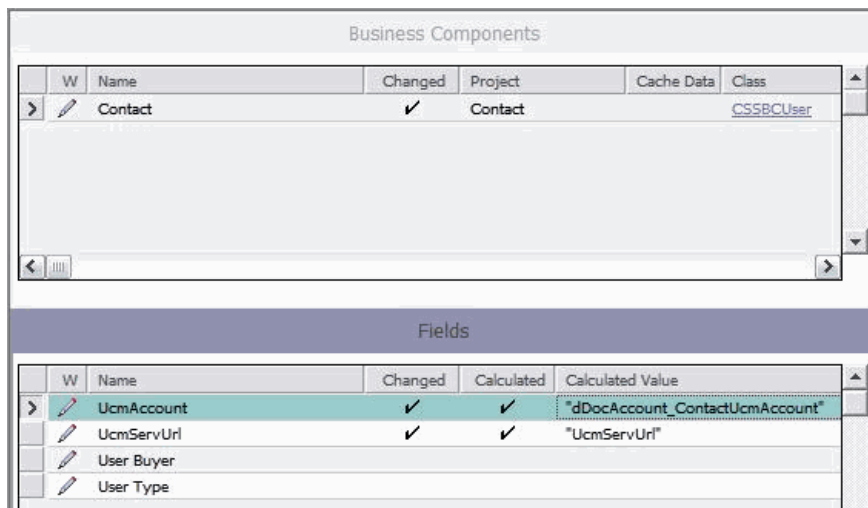 Business Components
W Name Changed Project Cache Data Class
Contact ✔ Contact CSSBCUser
Fields
W Name Changed Calculated Calculated Value
UcmAccount ✔ ✔ "dDocAccount_ContactUcmAccount"
UcmServUrl ✔ ✔ "UcmServUrl"
User Buyer
User Type